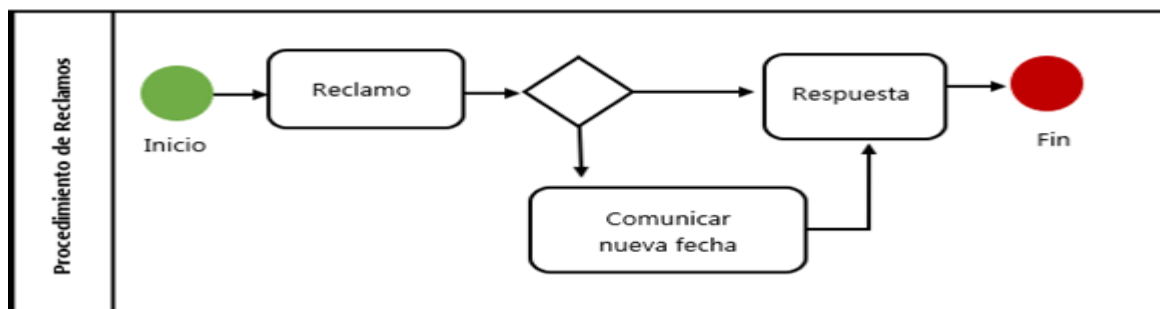 Procedimiento de Reclamos
Inicio
Reclamo
Comunicar
nueva fecha
Respuesta
Fin